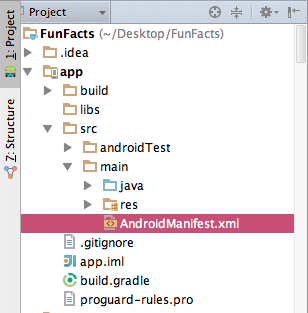 Project
1: Project
7: Structure
FunFacts (~/Desktop/FunFacts)
.idea
app
build
libs
src
androidTest
main
java
res
AndroidManifest.xml
.gitignore
app.iml
build.gradle
proguard-rules.pro